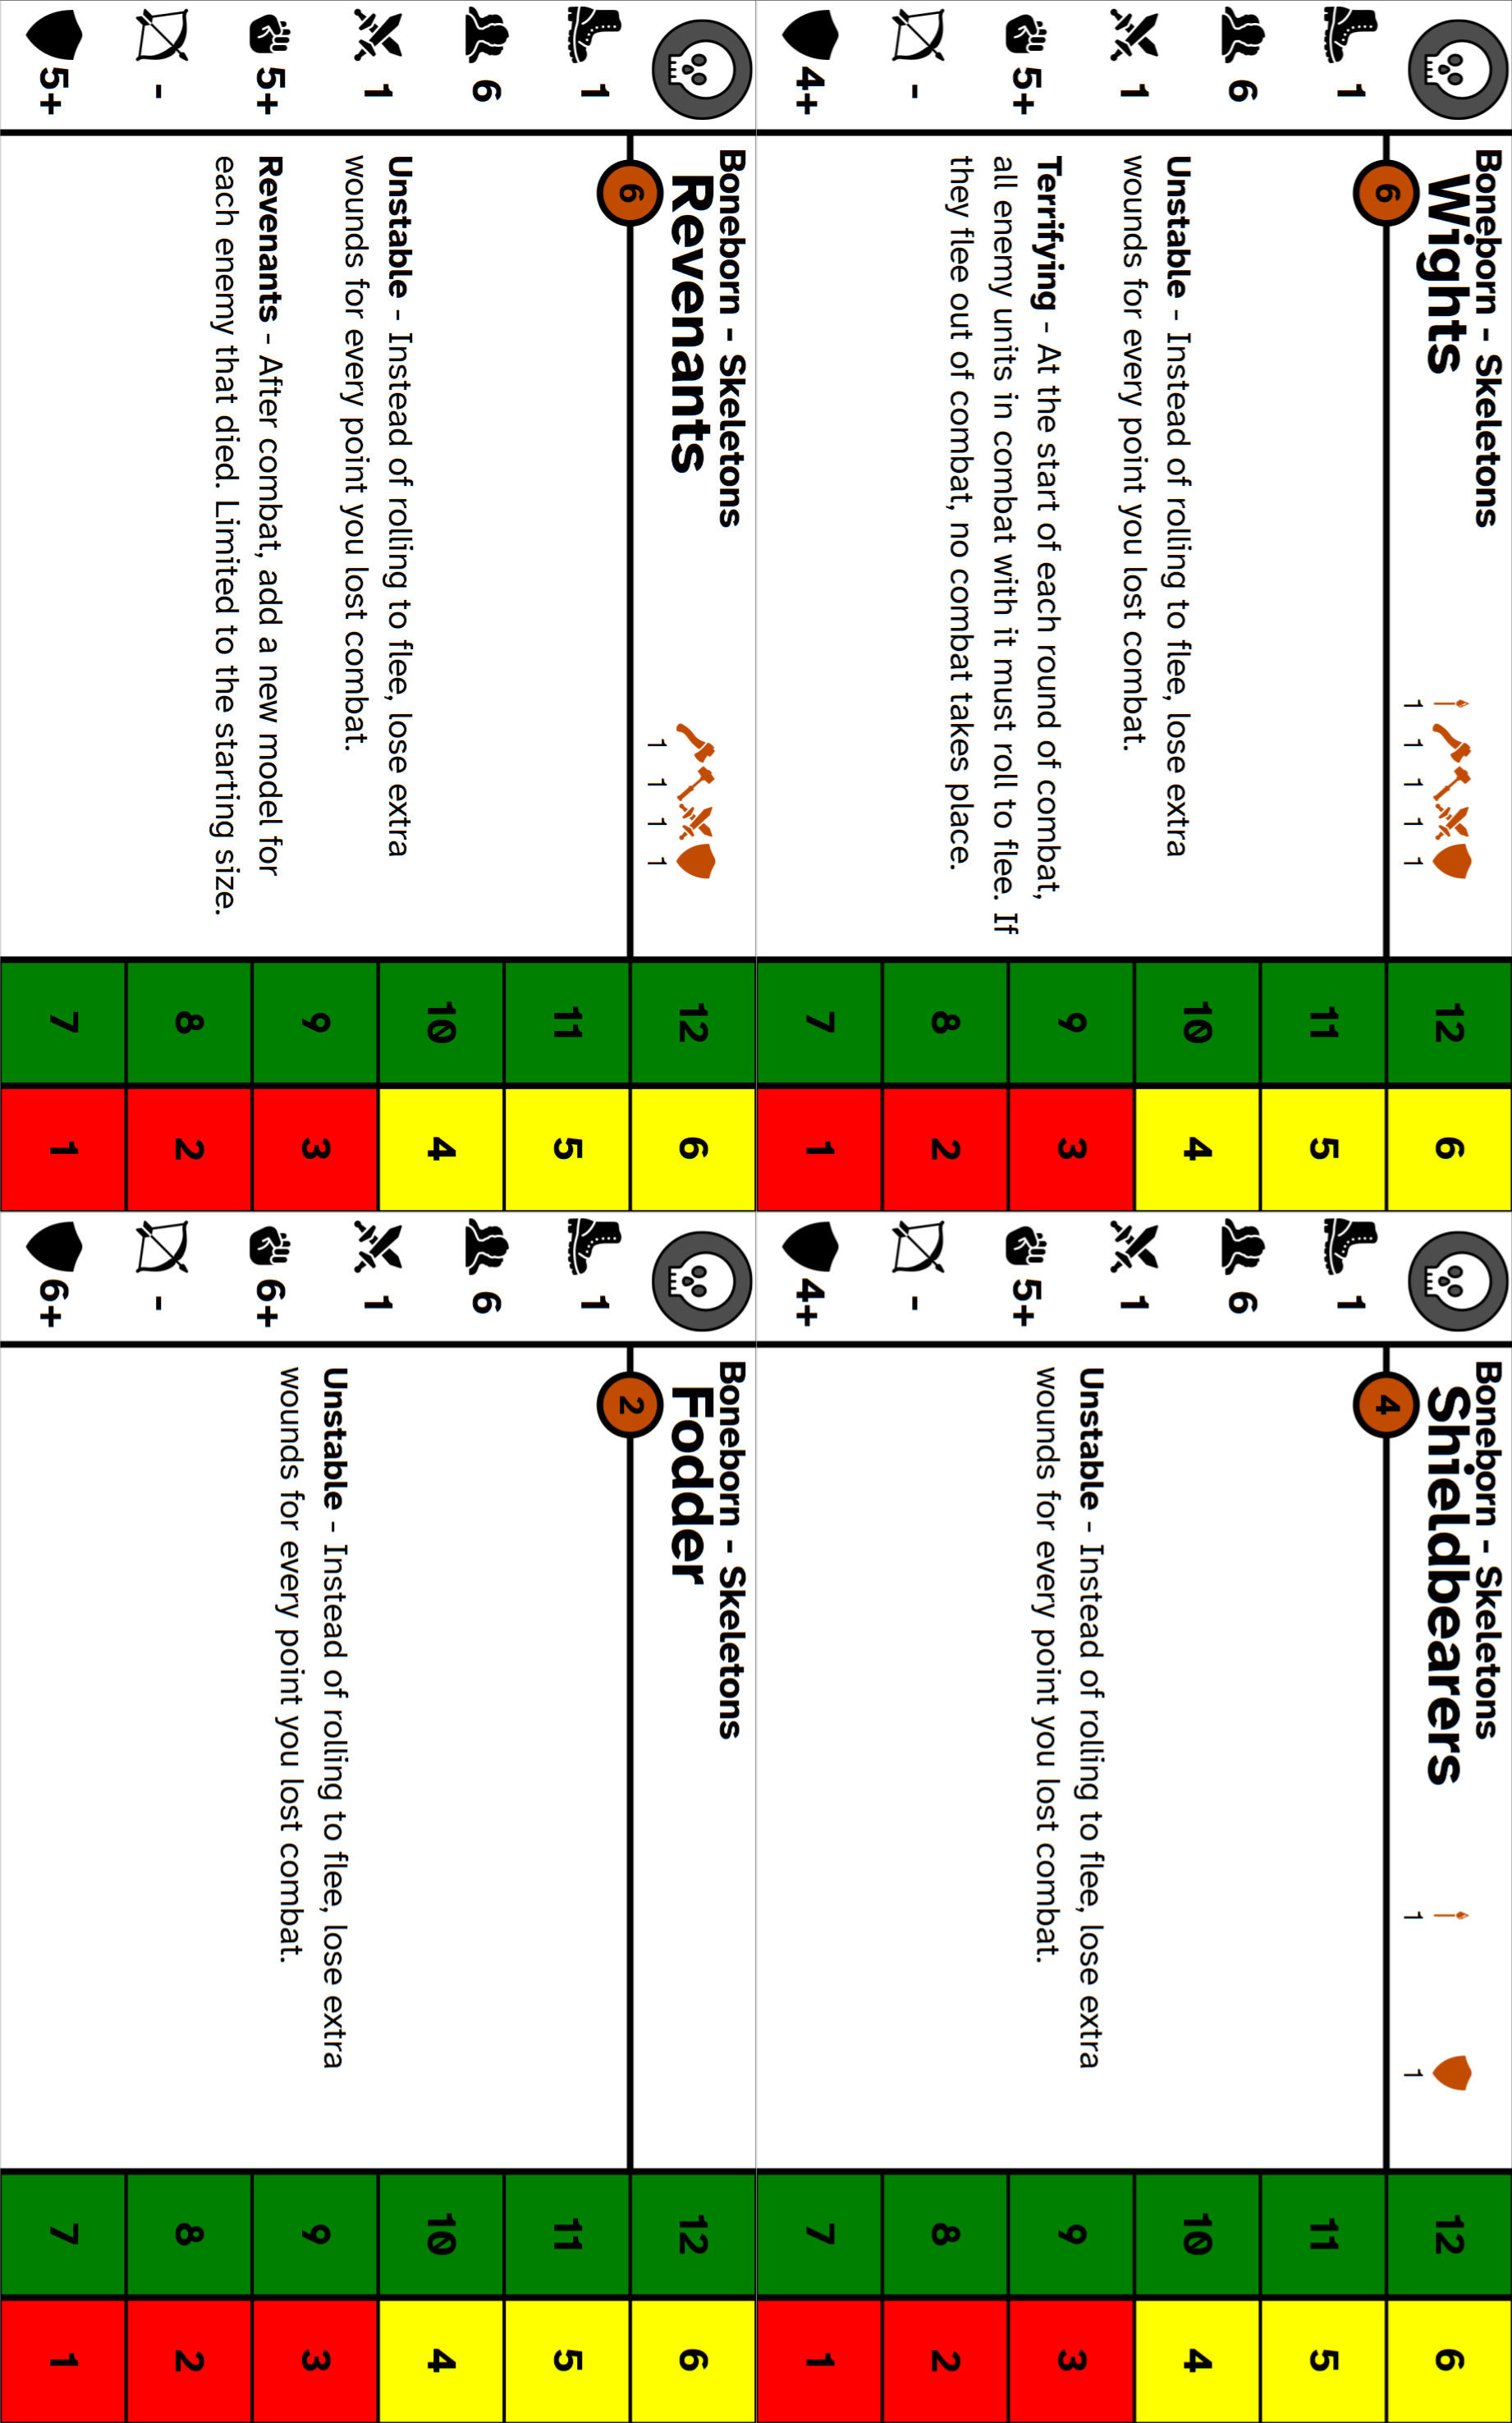 Boneborn - Skeletons
Wights
1 1 1 1 1
6
1
6
1
5+
-
4+
Unstable - Instead of rolling to flee, lose extra
wounds for every point you lost combat.
Terrifying - At the start of each round of combat,
all enemy units in combat with it must roll to flee. If
they flee out of combat, no combat takes place.
12 6
11 5
10 4
9 3
8 2
7 1
Boneborn - Skeletons
Shieldbearers
1 1
4
1
6
1
5+
-
4+
Unstable - Instead of rolling to flee, lose extra
wounds for every point you lost combat.
12 6
11 5
10 4
9 3
8 2
7 1
Boneborn - Skeletons
Revenants
1 1 1 1
6
1
6
1
5+
-
5+
Unstable - Instead of rolling to flee, lose extra
wounds for every point you lost combat.
Revenants - After combat, add a new model for
each enemy that died. Limited to the starting size.
12 6
11 5
10 4
9 3
8 2
7 1
Boneborn - Skeletons
Fodder
2
1
6
1
6+
-
6+
Unstable - Instead of rolling to flee, lose extra
wounds for every point you lost combat.
12 6
11 5
10 4
9 3
8 2
7 1